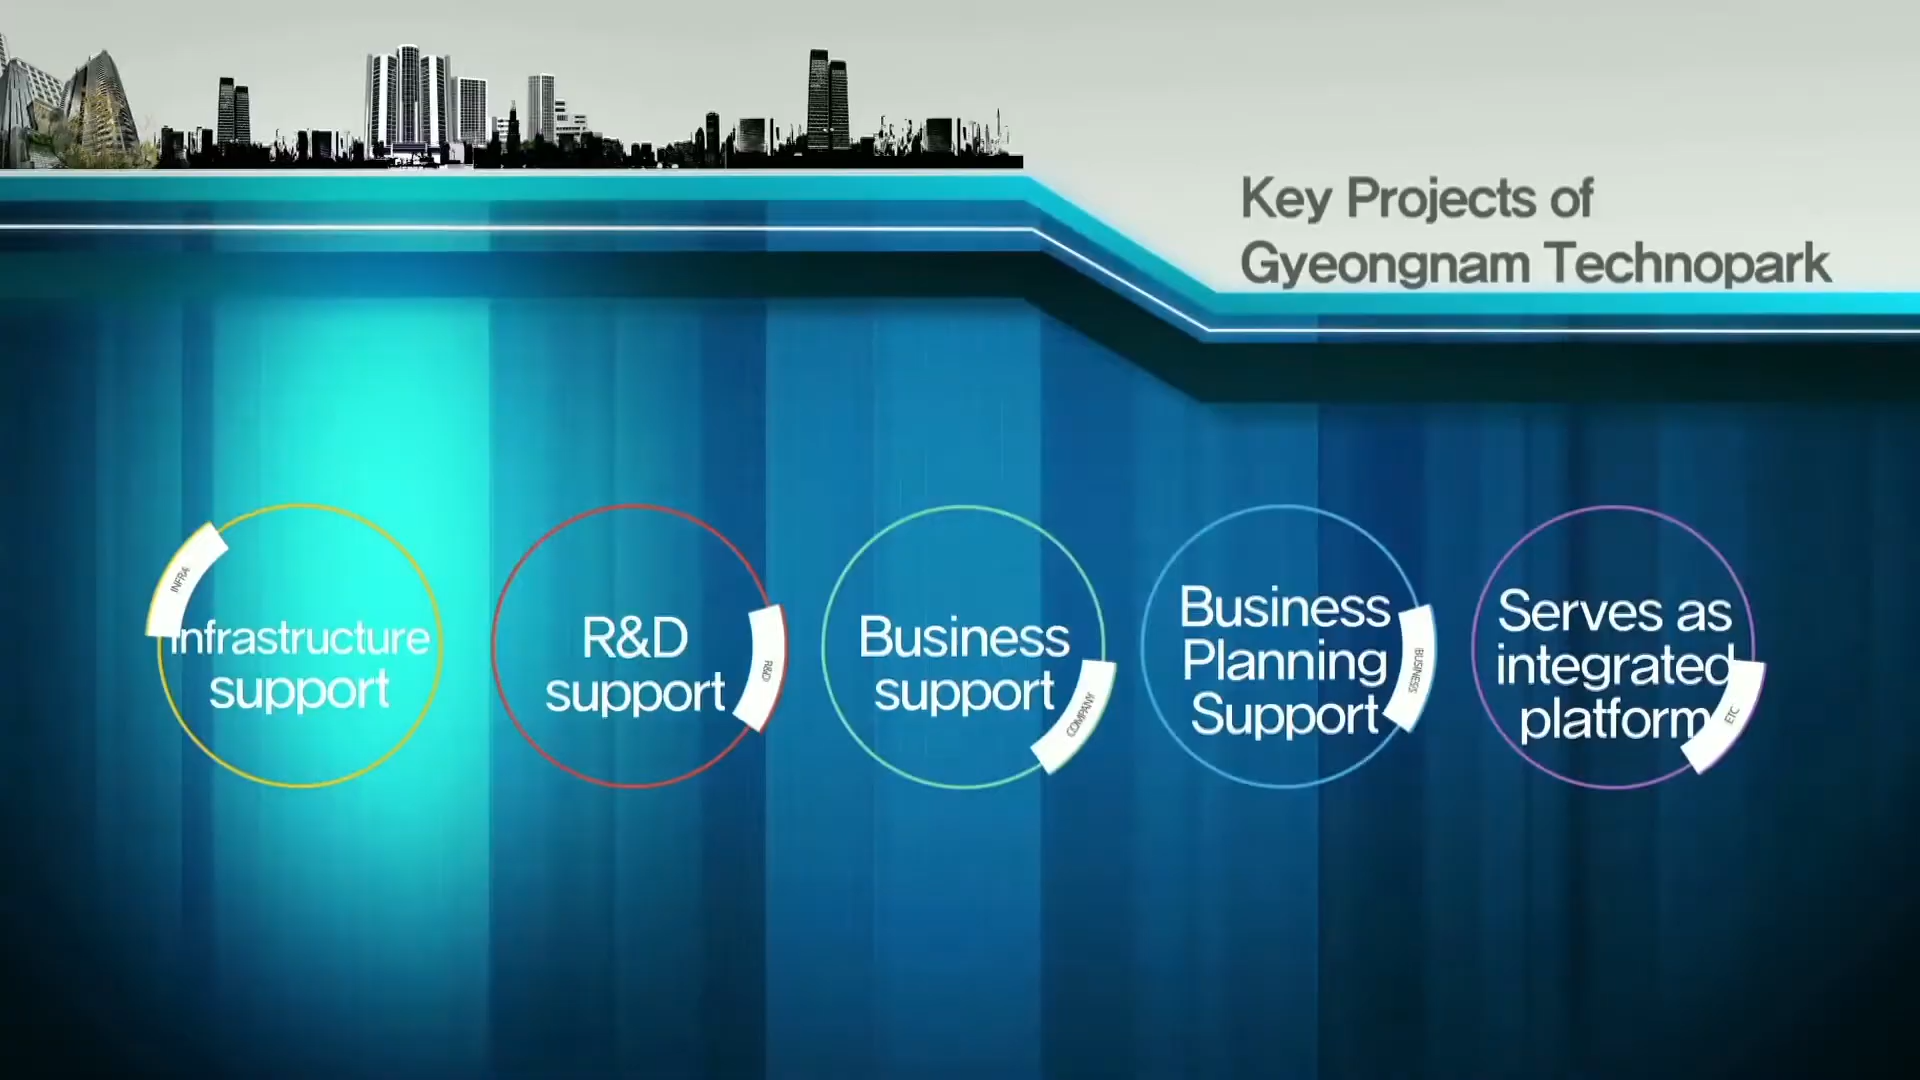 Key Projects of
Gyeongnam Technopark
INFRA
Infrastructure
support
R&D
support
R&D
Business
support
COMPANY
Business
Planning
Support
BUSINESS
Serves as
integrated
platform
ETC